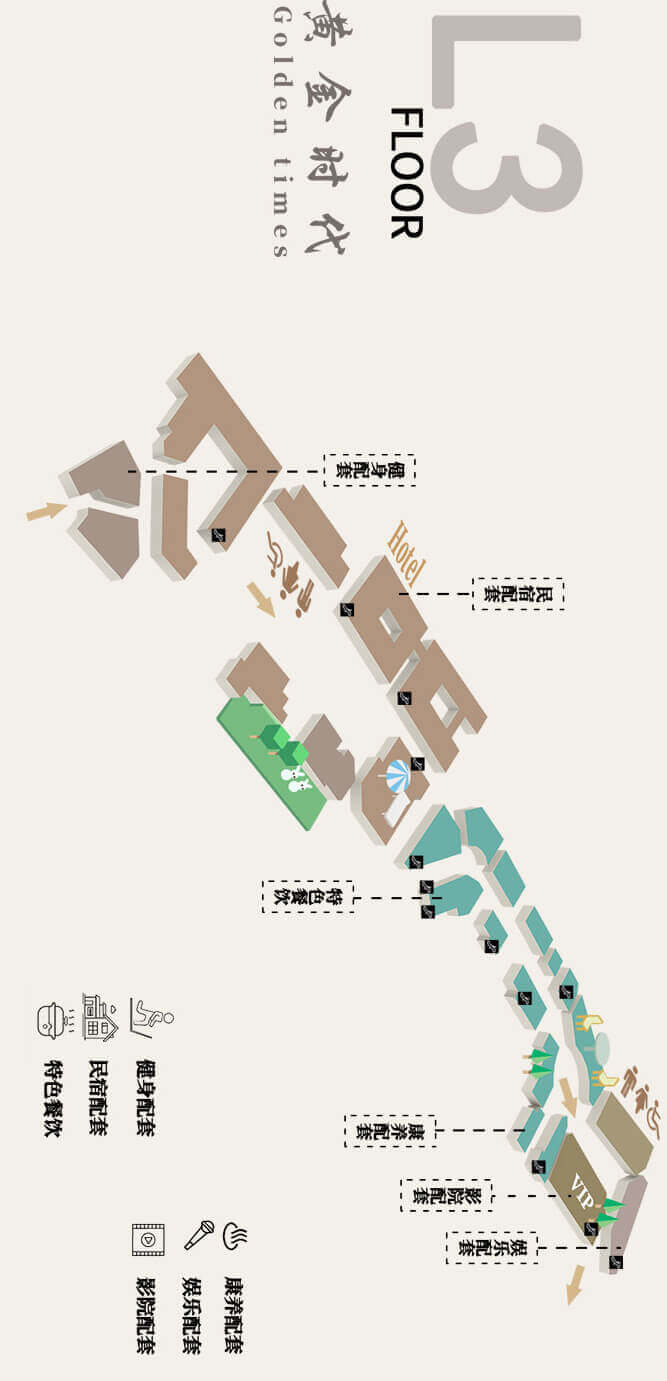 L3
FLOOR
黄金时代
Golden times
健身
配套
Hotel
民宿
配套
特色
餐饮
康养
配套
影院
配套
VIP
娱乐
配套
健身配套
民宿配套
特色餐饮
康养配套
娱乐配套
影院配套